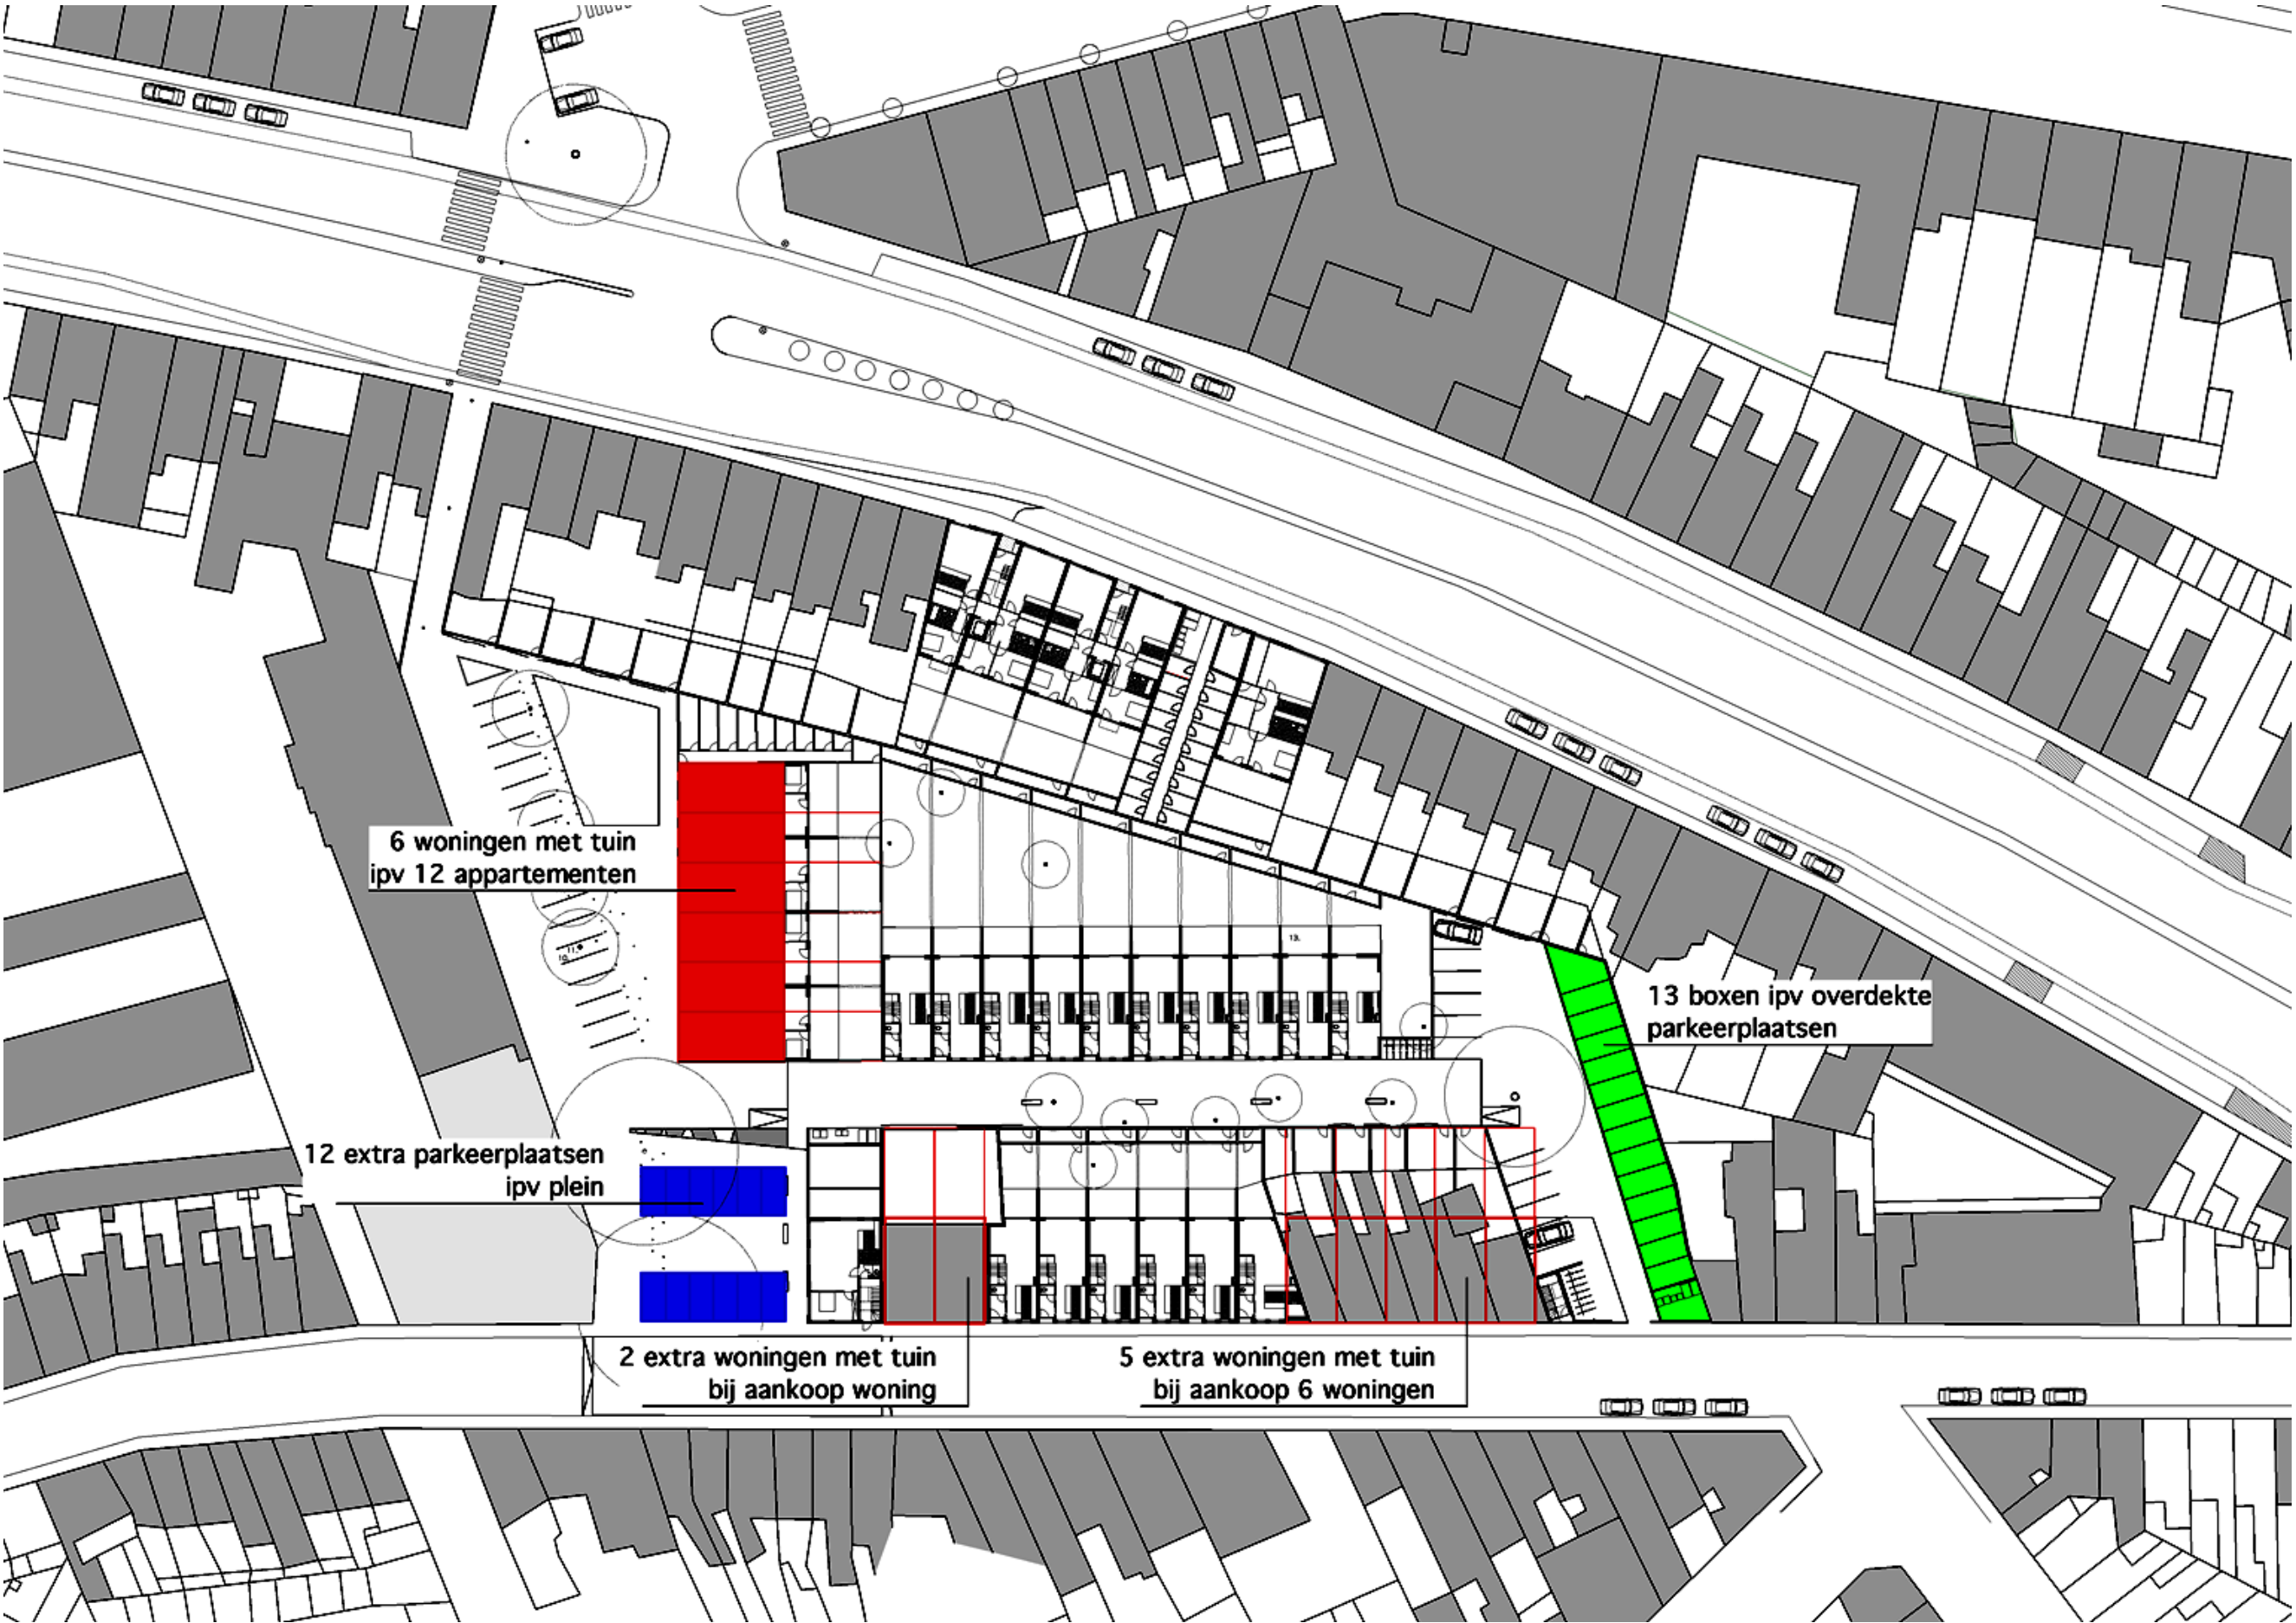 6 woningen met tuin
ipv 12 appartementen
13.
13 boxen ipv overdekte
parkeerplaatsen
12 extra parkeerplaatsen
ipv plein
2 extra woningen met tuin
bij aankoop woning
5 extra woningen met tuin
bij aankoop 6 woningen